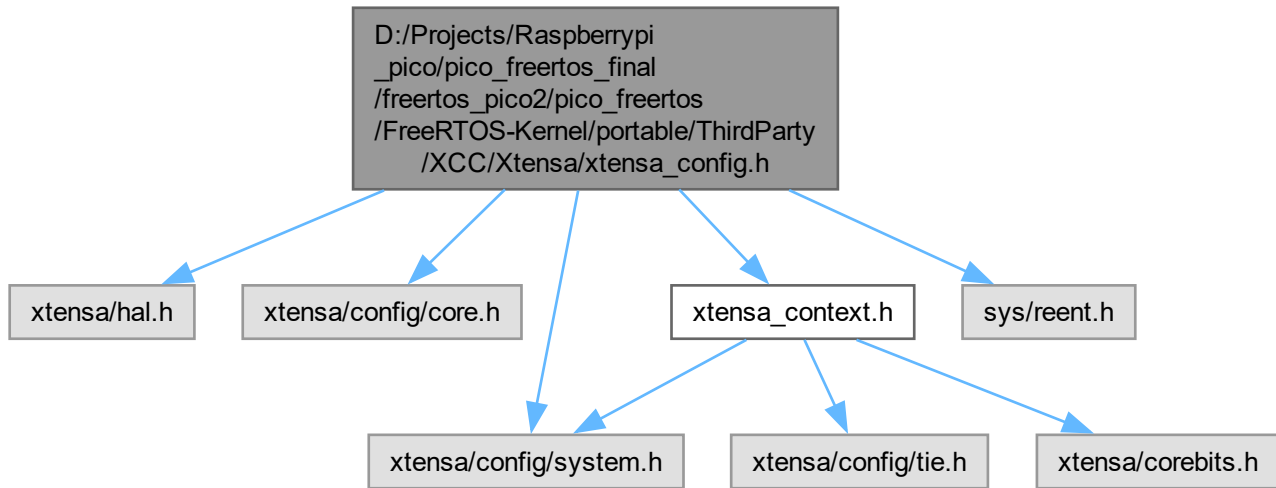 D:/Projects/Raspberrypi
_pico/pico_freertos_final
/freertos_pico2/pico_freertos
/FreeRTOS-Kernel/portable/ThirdParty
/XCC/Xtensa/xtensa_config.h
xtensa/hal.h
xtensa/config/core.h
xtensa_context.h
sys/reent.h
xtensa/config/system.h
xtensa/config/tie.h
xtensa/corebits.h